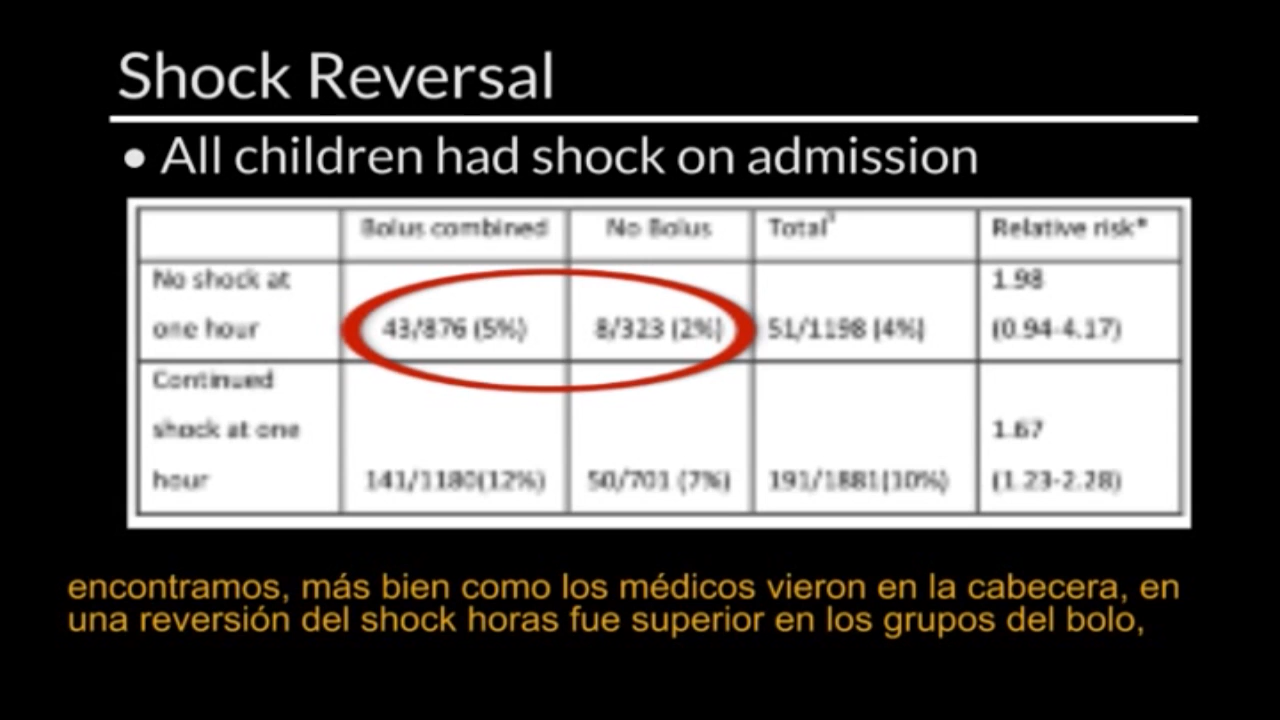 Shock Reversal
• All children had shock on admission
Bolus combined No Bolus Total¹ Relative risk*
No shock at
one hour 43/876 (5%) 8/323 (2%) 51/1198 (4%) 1.98
(0.94-4.17)
Continued
shock at one
hour 141/1180(12%) 50/701 (7%) 191/1881(10%) 1.67
(1.23-2.28)
encontramos, más bien como los médicos vieron en la cabecera, en
una reversión del shock horas fue superior en los grupos del bolo,